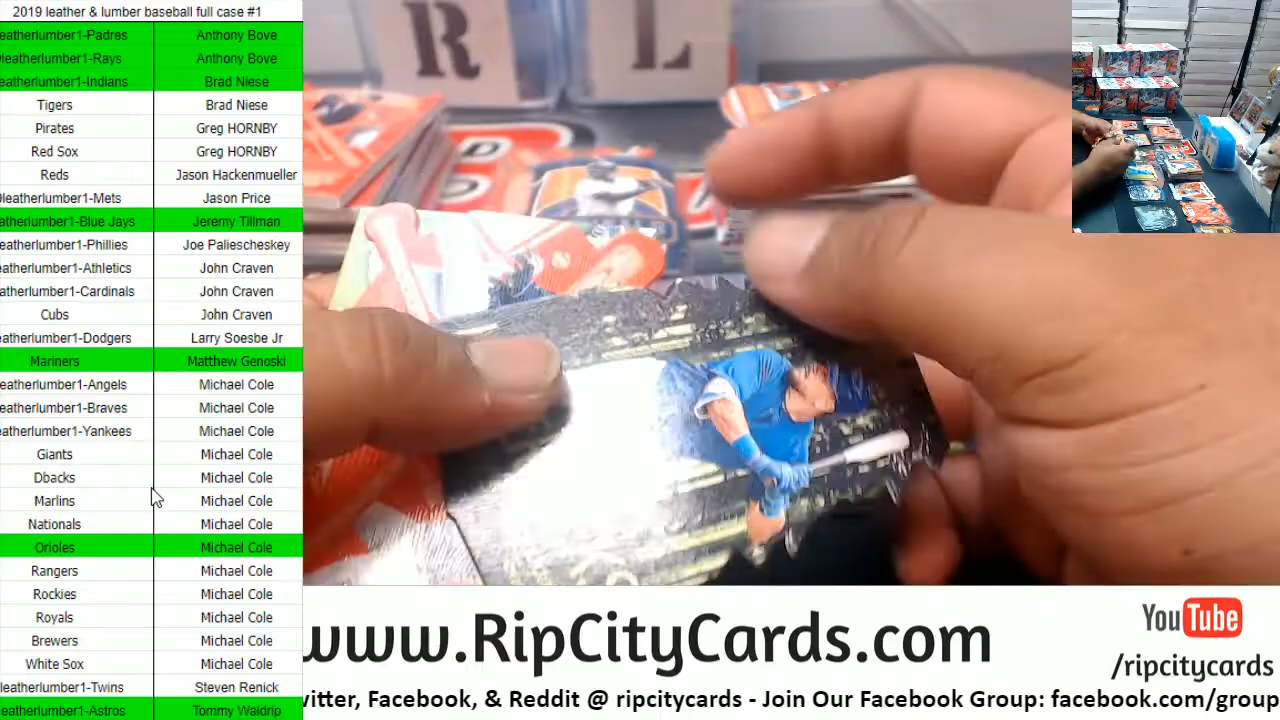 2019 leather & lumber baseball full case #1
eatherlumber1-Padres Anthony Bove
leatherlumber1-Rays Anthony Bove
eatherlumber1-Indians Brad Niese
Tigers Brad Niese
Pirates Greg HORNBY
Red Sox Greg HORNBY
Reds Jason Hackenmueller
9leatherlumber1-Mets Jason Price
atherlumber1-Blue Jays Jeremy Tillman
eatherlumber1-Phillies Joe Paliescheskey
eatherlumber1-Athletics John Craven
atherlumber1-Cardinals John Craven
Cubs John Craven
eatherlumber1-Dodgers Larry Soesbe Jr
Mariners Matthew Genoski
eatherlumber1-Angels Michael Cole
eatherlumber1-Braves Michael Cole
eatherlumber1-Yankees Michael Cole
Giants Michael Cole
Dbacks Michael Cole
Marlins Michael Cole
Nationals Michael Cole
Orioles Michael Cole
Rangers Michael Cole
Rockies Michael Cole
Royals Michael Cole
Brewers Michael Cole
White Sox Michael Cole
leatherlumber1-Twins Steven Renick
leatherlumber1-Astros Tommy Waldrip
R L
www.RipCityCards.com
YouTube
/ripcitycards
witter, Facebook, & Reddit @ ripcitycards - Join Our Facebook Group: facebook.com/group